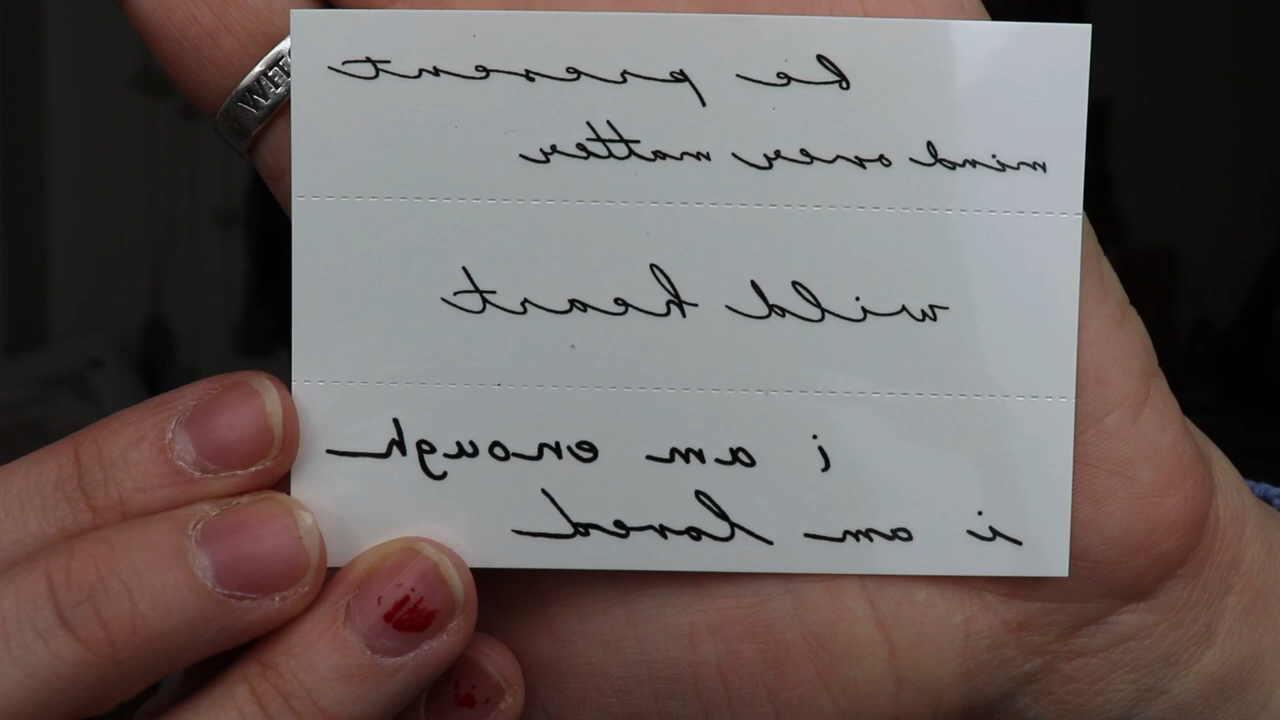 be present
mind over matter
wild heart
i am enough
i am loved